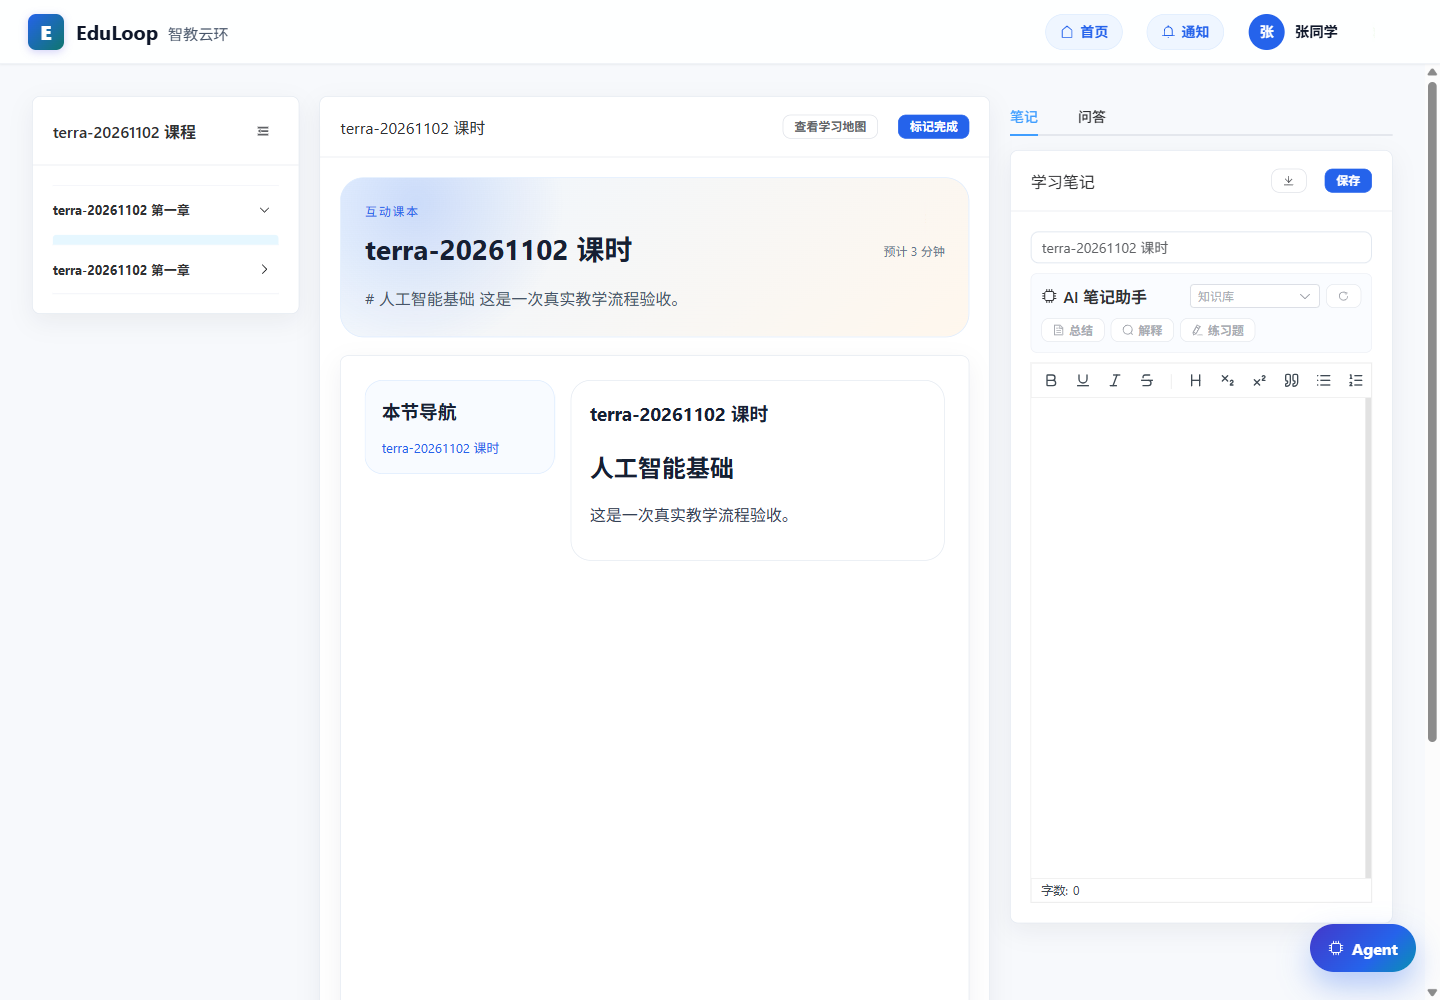 E EduLoop 智教云环
首页
通知
张 张同学
terra-20261102 课程
terra-20261102 第一章
terra-20261102 第一章
terra-20261102 课时
查看学习地图
标记完成
互动课本
terra-20261102 课时
预计 3 分钟
# 人工智能基础 这是一次真实教学流程验收。
本节导航
terra-20261102 课时
terra-20261102 课时
人工智能基础
这是一次真实教学流程验收。
笔记
问答
学习笔记
保存
terra-20261102 课时
AI 笔记助手
知识库
总结
解释
练习题
字数: 0
Agent